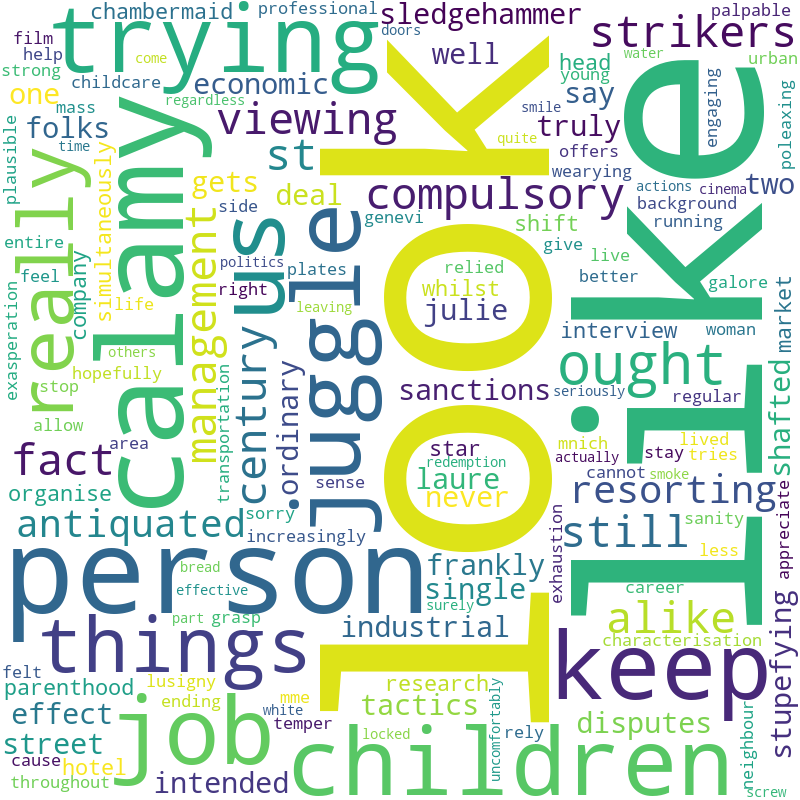 chambermaid
professional
doors
sledgehammer
palpable
film
trying
strikers
help
come
well
head
water
urban
strong
childcare
economic
young
one
mass
regardless
viewing
say
smile
engaging
poleaxing
folks
truly
quite
time
simultaneously
st
offers
plausible
calamy
look
like
wearying
really
gets
deal
compulsory
actions
cinema
two
side
us
juggle
genevi
shift
background
running
entire
management
politics
plates
relied
give
live
feel
company
right
whilst
better
galore
exasperation
life
leaving
julie
interview
woman
market
others
century
ought
hopefully
ordinary
stop
transportation
sanctions
seriously
regular
shafted
allow
area
star
mnich
lived
fact
redemption
actually
stay
tries
sense
laure
cannot
smoke
organise
never
resorting
appreciate
sorry
exhaustion
sanity
antiquated
increasingly
still
less
person
bread
frankly
effective
single
career
part
grasp
surely
alike
things
industrial
characterisation
keep
stupefying
felt
lusigny
research
parenthood
ending
mme
tactics
uncomfortably
effect
white
temper
disputes
neighbour
street
job
locked
rely
cause
hotel
children
throughout
intended
screw